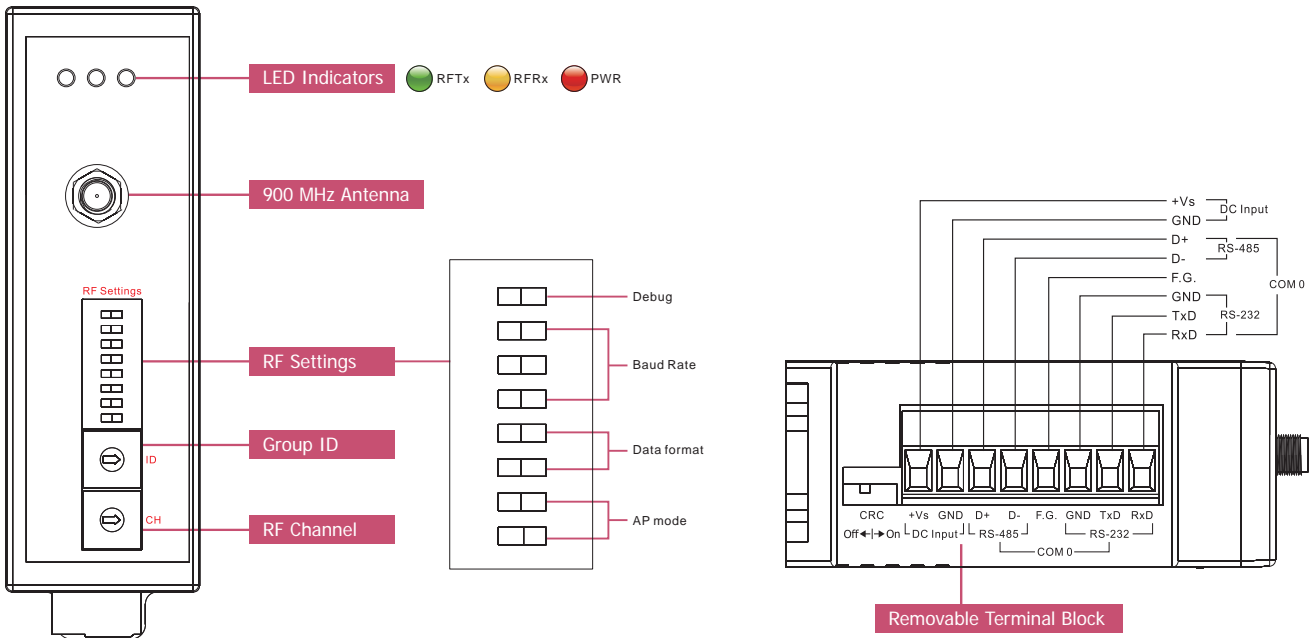 LED Indicators
RFTx RFRx PWR
900 MHz Antenna
RF Settings
RF Settings
Group ID
ID
RF Channel
CH
Debug
Baud Rate
Data format
AP mode
+Vs
GND
DC Input
D+
D-
RS-485
F.G.
GND
TxD
RxD
RS-232
COM 0
CRC +Vs GND D+ D- F.G. GND TxD RxD
Off On DC Input RS-485 RS-232
COM 0
Removable Terminal Block